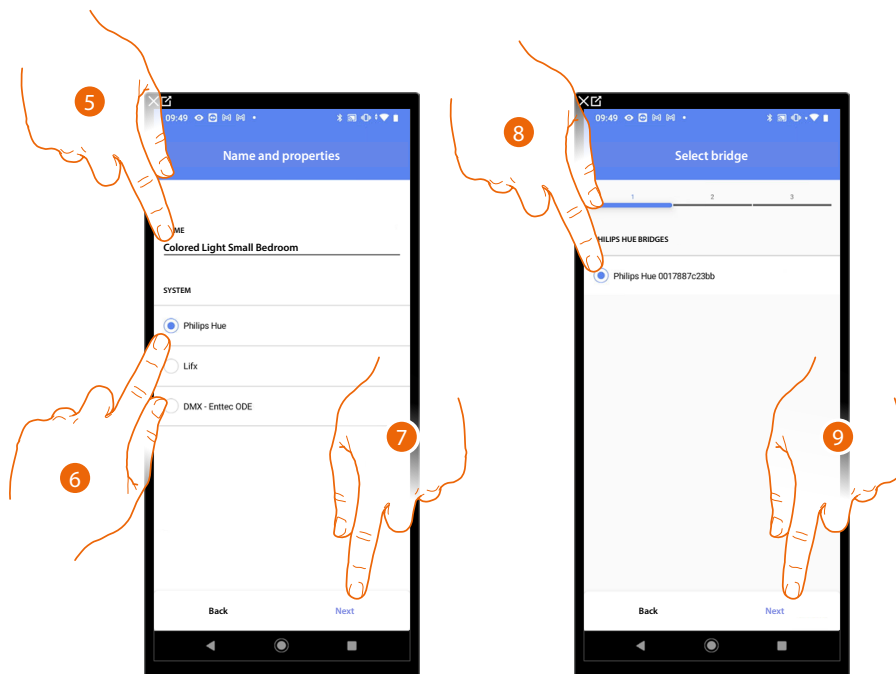 5
09:49
Name and properties
ME
Colored Light Small Bedroom
SYSTEM
Philips Hue
Lifx
DMX - Enttec ODE
6
7
Back
Next
8
09:49
Select bridge
1 2 3
HILIPS HUE BRIDGES
Philips Hue 0017887c23bb
9
Back
Next